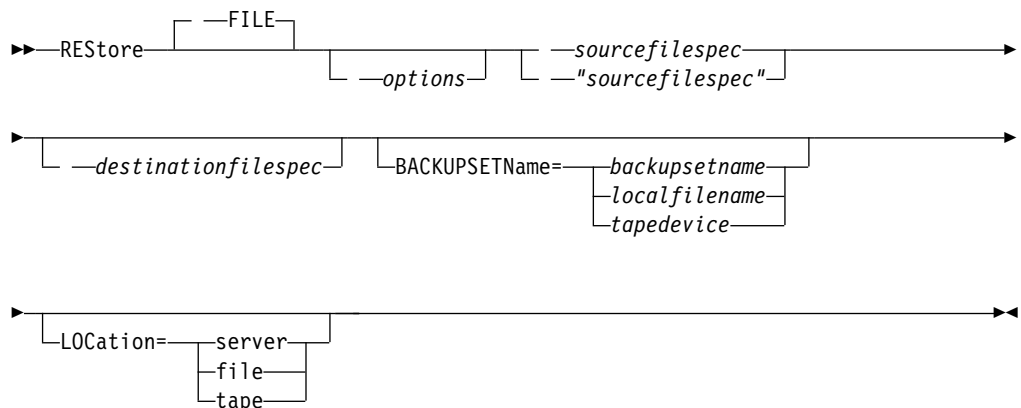 FILE
REStore
options
sourcefilespec
"sourcefilespec"
destinationfilespec
BACKUPSETName=
backupsetname
localfilename
tapedevice
LOCation=
server
file
tape